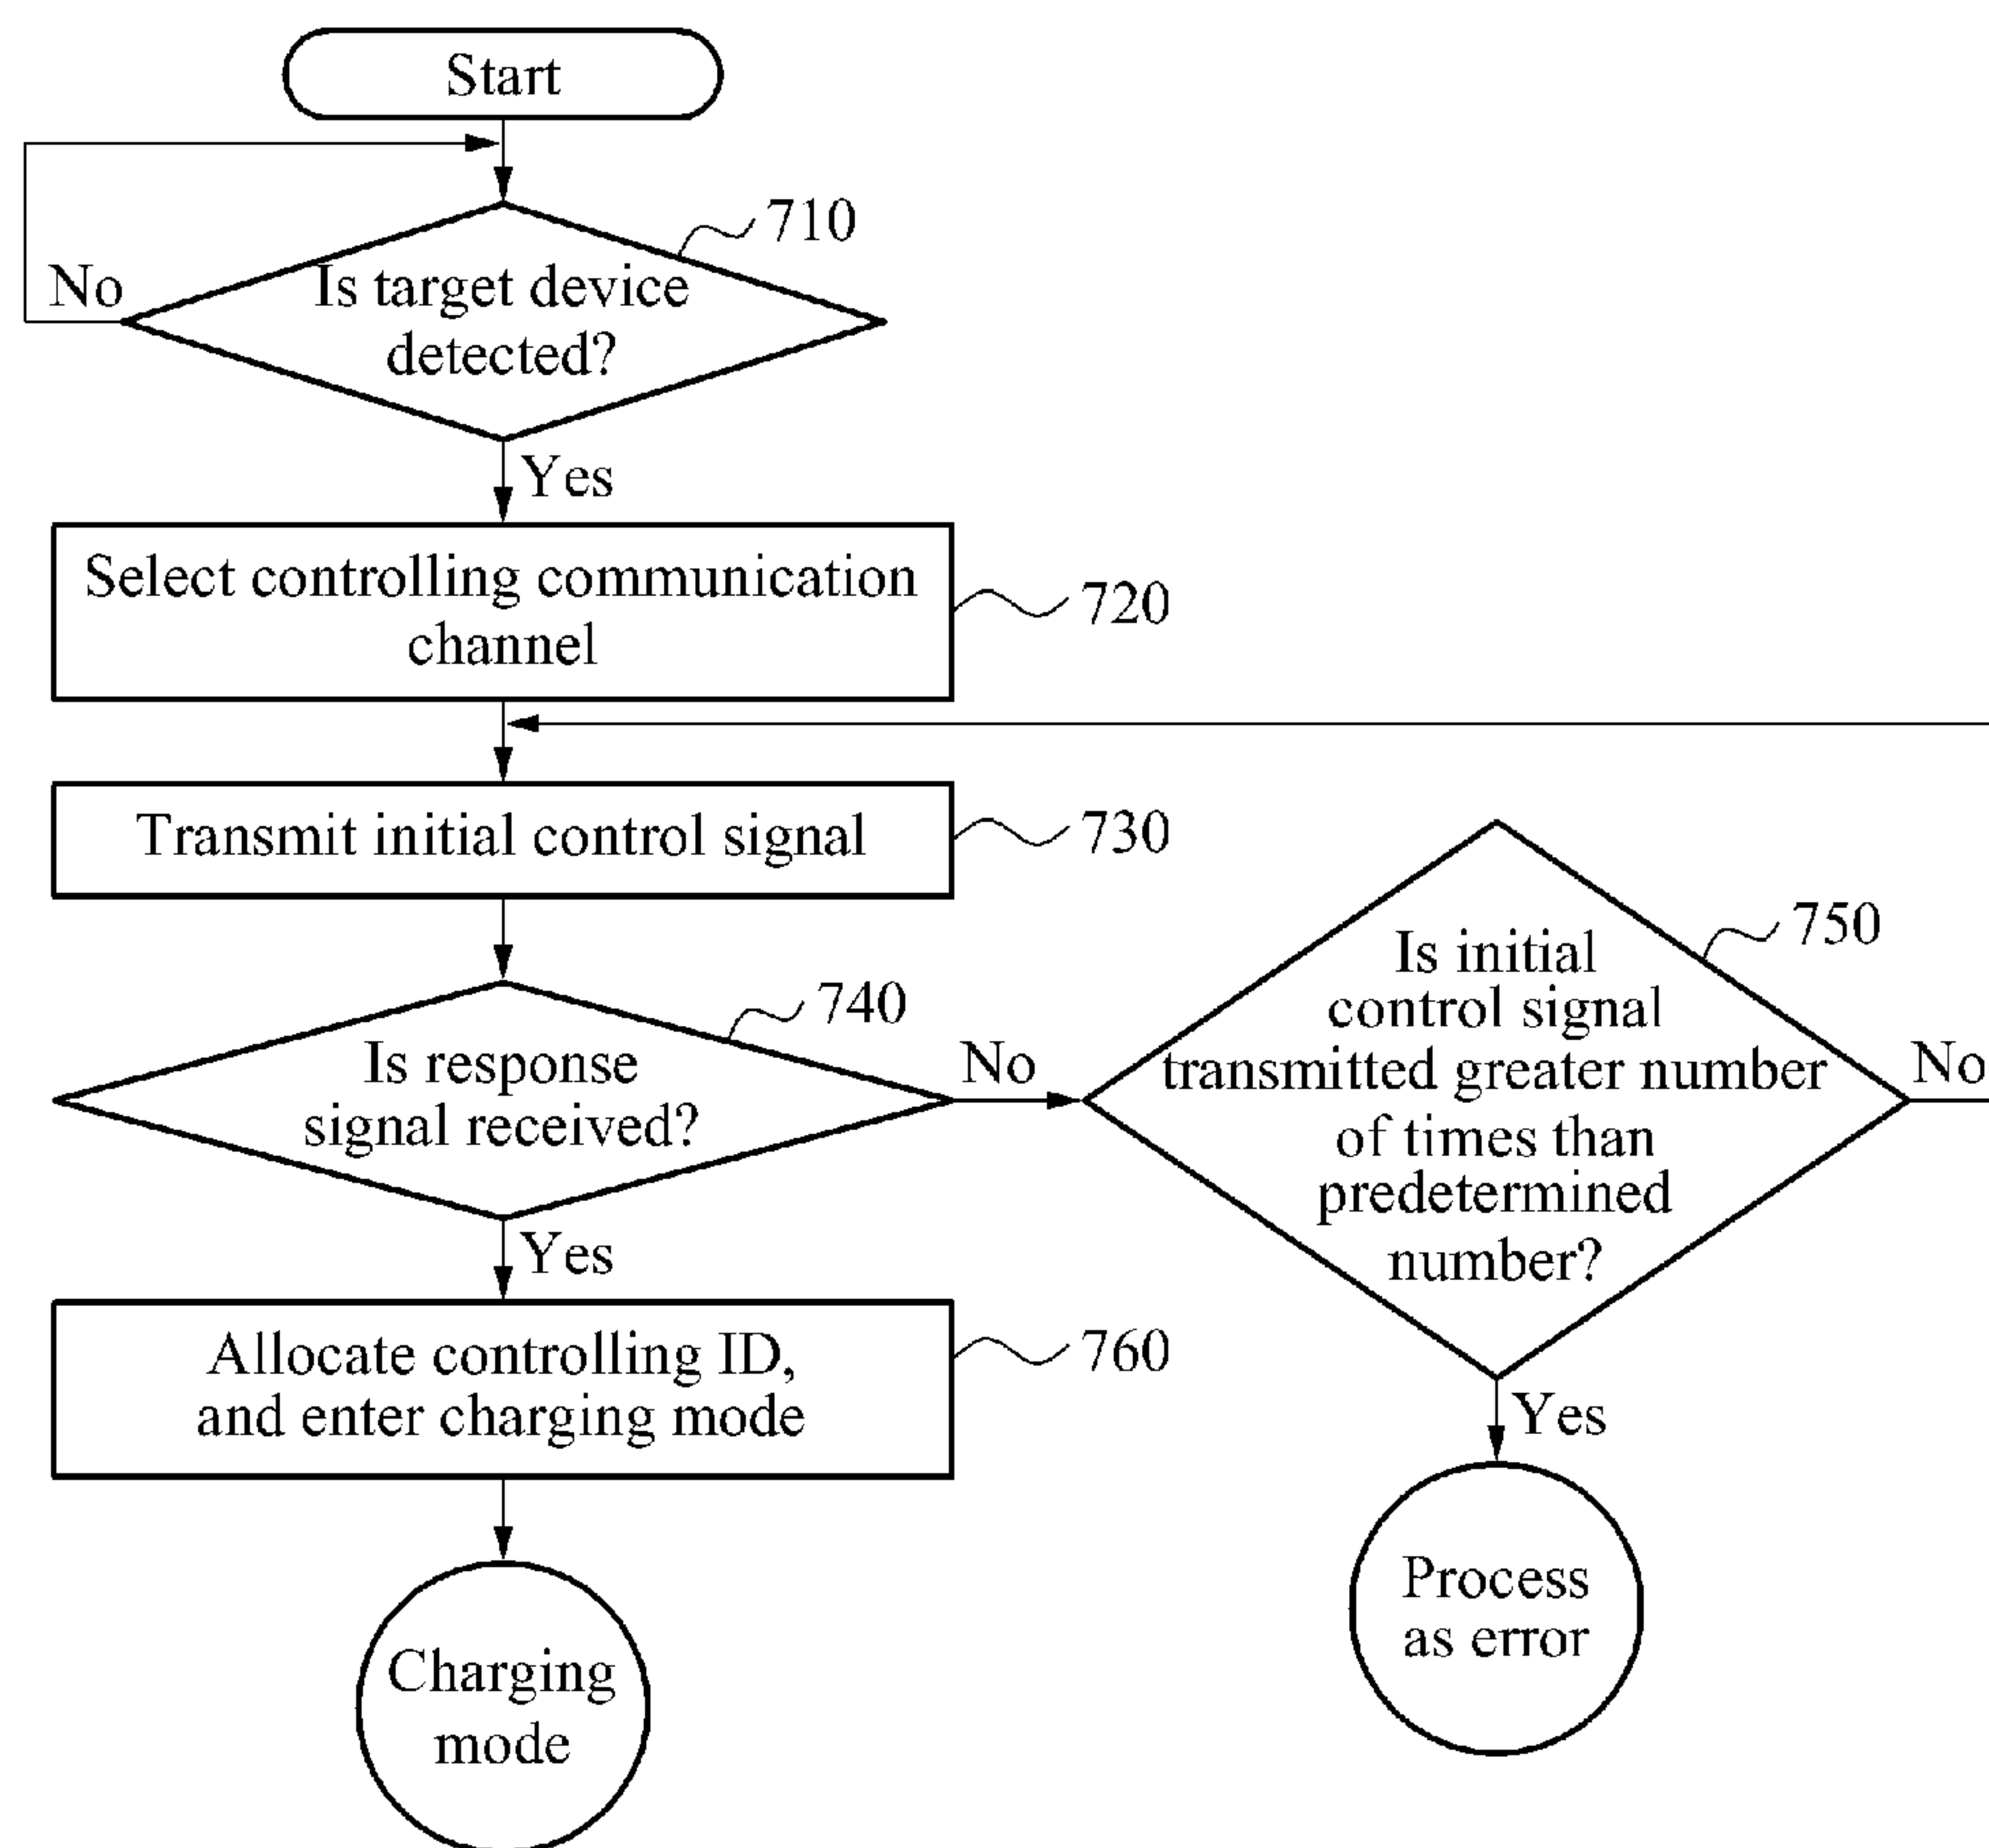 Start
710
No
Is target device
detected?
Yes
Select controlling communication
channel
720
Transmit initial control signal
730
740
Is response
signal received?
No
750
Is initial
control signal
transmitted greater number
of times than
predetermined
number?
No
Yes
Allocate controlling ID,
and enter charging mode
760
Yes
Process
as error
Charging
mode